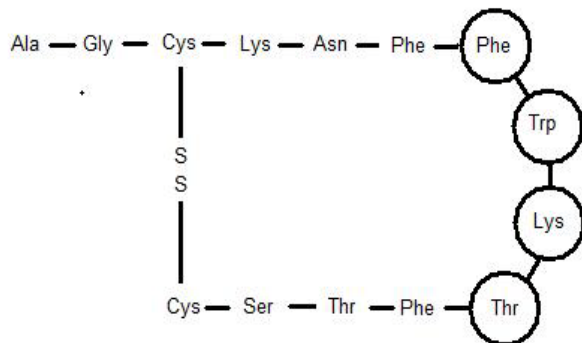 Ala Gly Cys Lys Asn Phe Phe
Trp
S
S
Lys
Cys Ser Thr Phe Thr